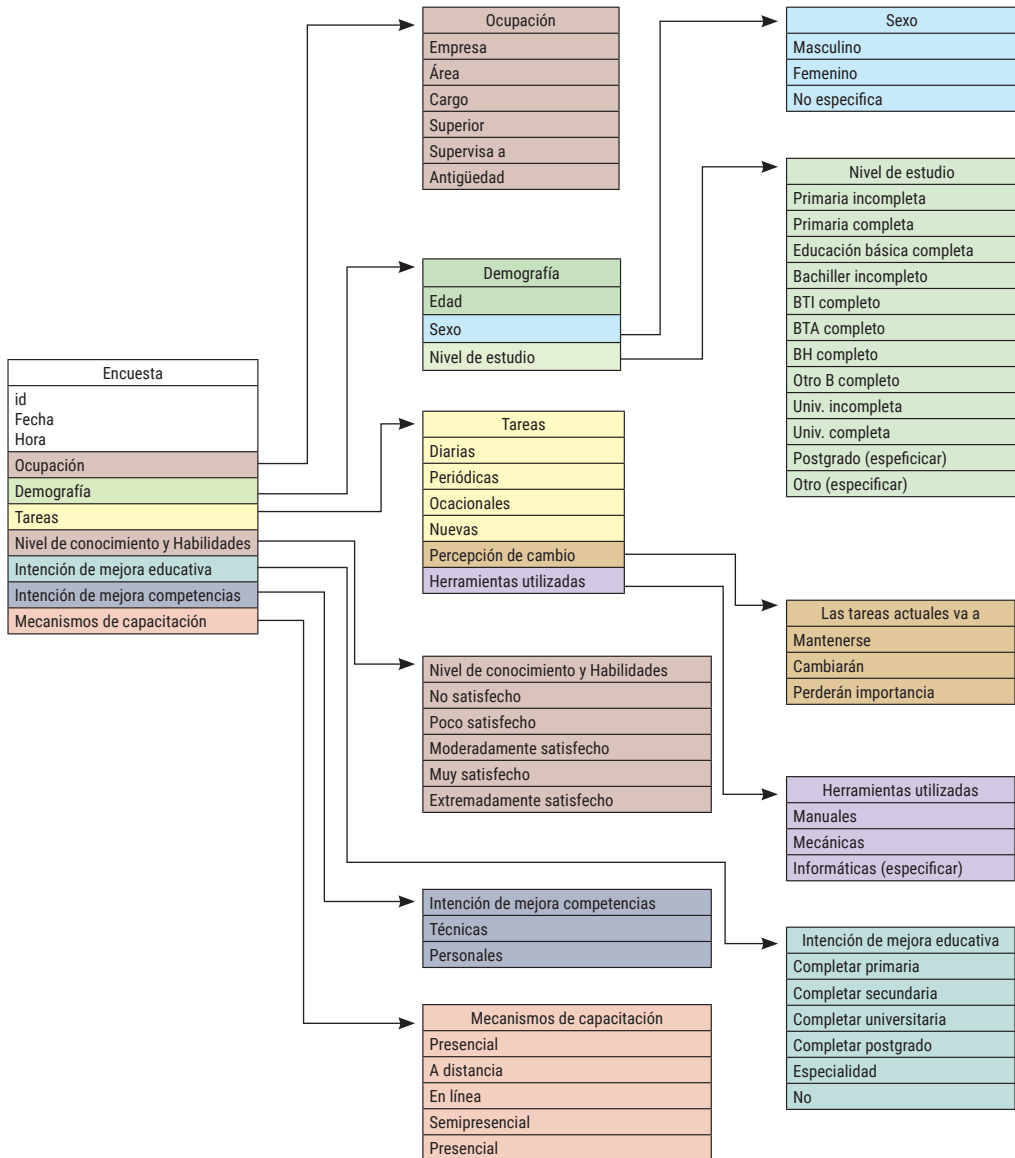 Encuesta
id
Fecha
Hora
Ocupación
Demografía
Tareas
Nivel de conocimiento y Habilidades
Intención de mejora educativa
Intención de mejora competencias
Mecanismos de capacitación
Ocupación
Empresa
Área
Cargo
Superior
Supervisa a
Antigüedad
Demografía
Edad
Sexo
Nivel de estudio
Tareas
Diarias
Periódicas
Ocacionales
Nuevas
Percepción de cambio
Herramientas utilizadas
Nivel de conocimiento y Habilidades
No satisfecho
Poco satisfecho
Moderadamente satisfecho
Muy satisfecho
Extremadamente satisfecho
Intención de mejora competencias
Técnicas
Personales
Mecanismos de capacitación
Presencial
A distancia
En línea
Semipresencial
Presencial
Sexo
Masculino
Femenino
No especifica
Nivel de estudio
Primaria incompleta
Primaria completa
Educación básica completa
Bachiller incompleto
BTI completo
BTA completo
BH completo
Otro B completo
Univ. incompleta
Univ. completa
Postgrado (espeficicar)
Otro (especificar)
Las tareas actuales va a
Mantenerse
Cambiarán
Perderán importancia
Herramientas utilizadas
Manuales
Mecánicas
Informáticas (especificar)
Intención de mejora educativa
Completar primaria
Completar secundaria
Completar universitaria
Completar postgrado
Especialidad
No